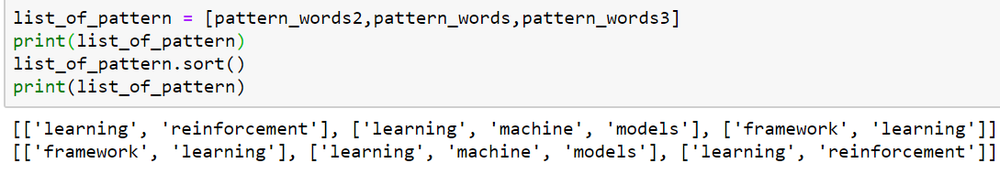 list_of_pattern = [pattern_words2,pattern_words,pattern_words3]
print(list_of_pattern)
list_of_pattern.sort()
print(list_of_pattern)
[['learning', 'reinforcement'], ['learning', 'machine', 'models'], ['framework', 'learning']]
[['framework', 'learning'], ['learning', 'machine', 'models'], ['learning', 'reinforcement']]